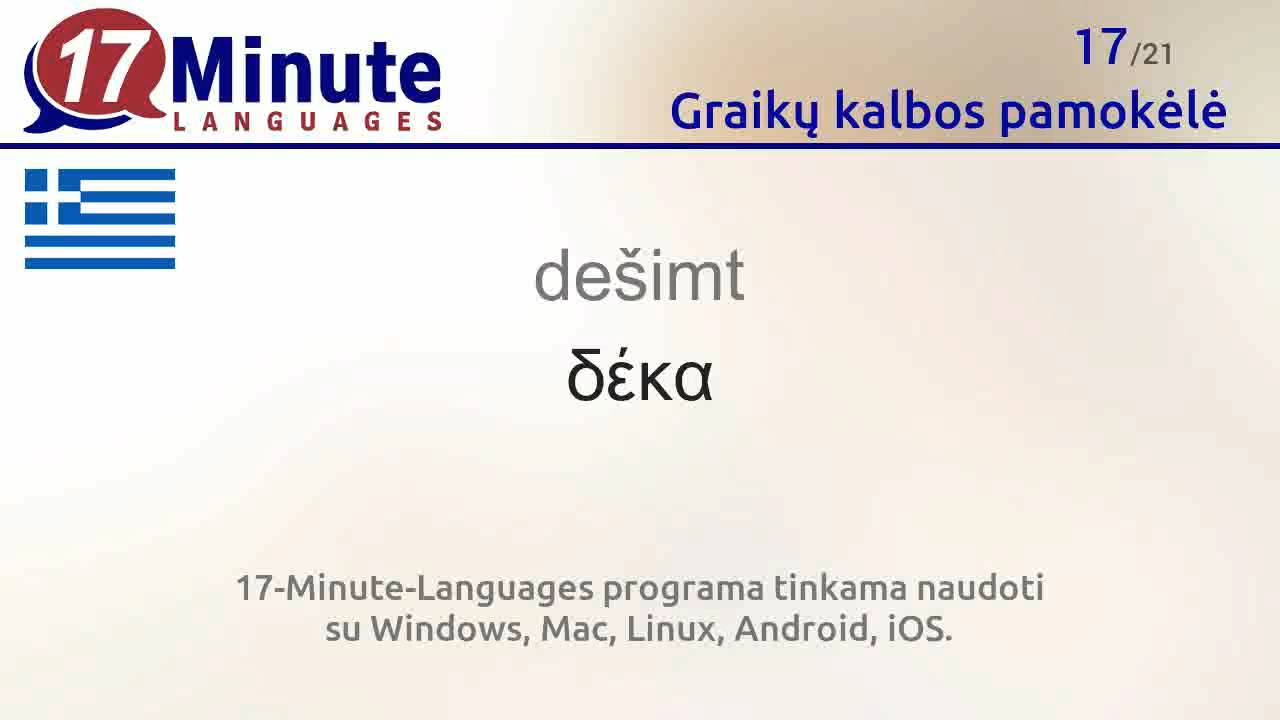 17 Minute
LANGUAGES
17/21
Graikų kalbos pamokėlė
dešimt
δέκα
17-Minute-Languages programa tinkama naudoti
su Windows, Mac, Linux, Android, iOS.